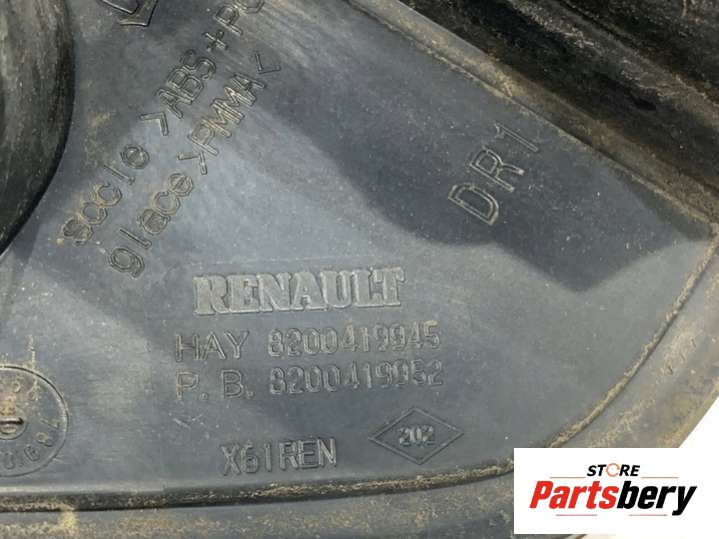 Socle >ABS+PC
glace >PMMA<
DR1
RENAULT
HAY 8200419945
P.B. 8200419952
X61REN
202
STORE
Partsbery